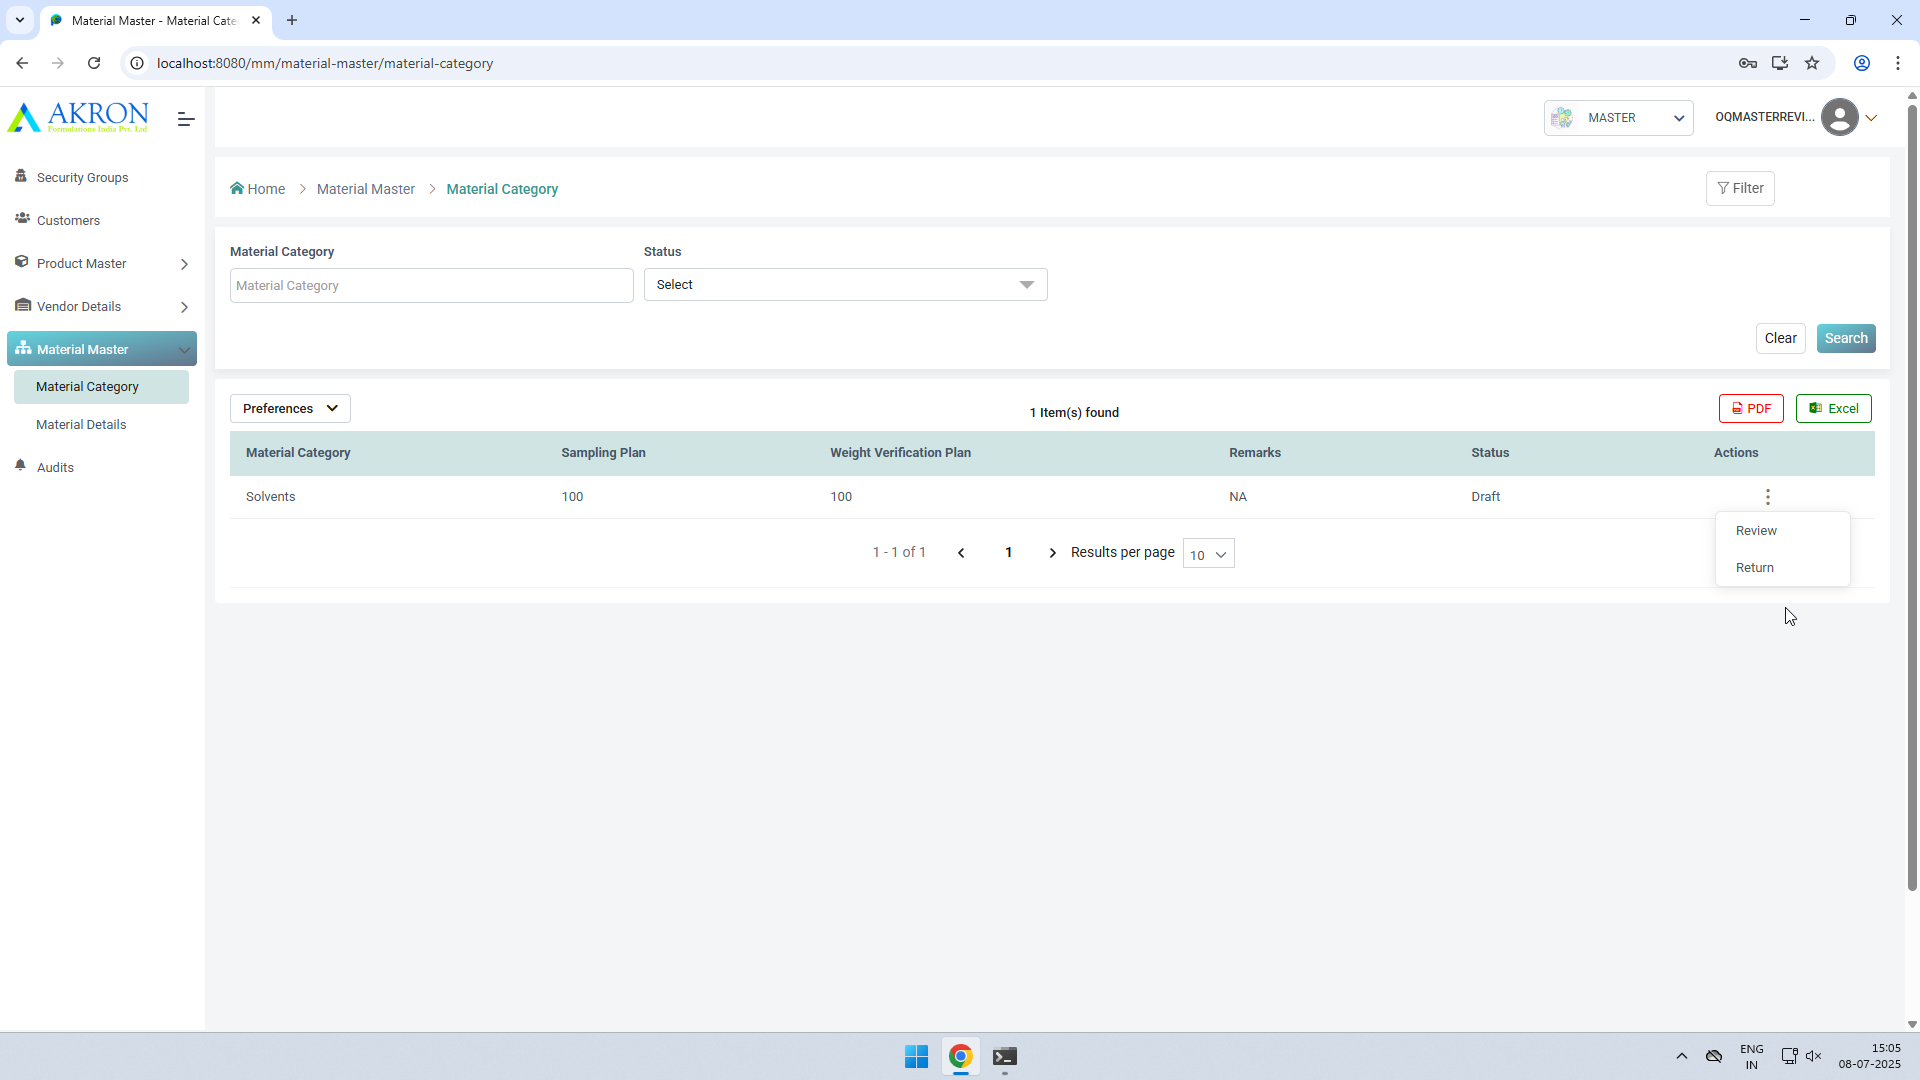 Material Master - Material Cate
localhost:8080/mm/material-master/material-category
AKRON
Formulations India Pvt. Ltd
MASTER
OQMASTERREVI...
Security Groups
Customers
Product Master
Vendor Details
Material Master
Material Category
Material Details
Audits
Home > Material Master > Material Category
Filter
Material Category
Status
Material Category
Select
Clear
Search
Preferences
1 Item(s) found
PDF
Excel
Material Category Sampling Plan Weight Verification Plan Remarks Status Actions
Solvents 100 100 NA Draft
Review
Return
1 - 1 of 1
1
Results per page
10
ENG
IN
15:05
08-07-2025